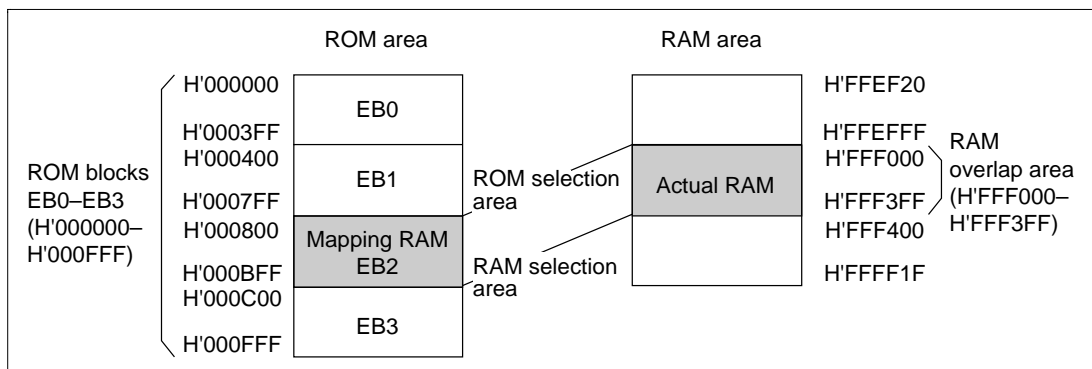 ROM area
RAM area
ROM blocks
EB0–EB3
(H'000000–
H'000FFF)
H'000000
H'0003FF
H'000400
H'0007FF
H'000800
H'000BFF
H'000C00
H'000FFF
EB0
EB1
Mapping RAM
EB2
EB3
ROM selection
area
RAM selection
area
Actual RAM
H'FFEF20
H'FFEFFF
H'FFF000
H'FFF3FF
H'FFF400
H'FFFF1F
RAM
overlap area
(H'FFF000–
H'FFF3FF)